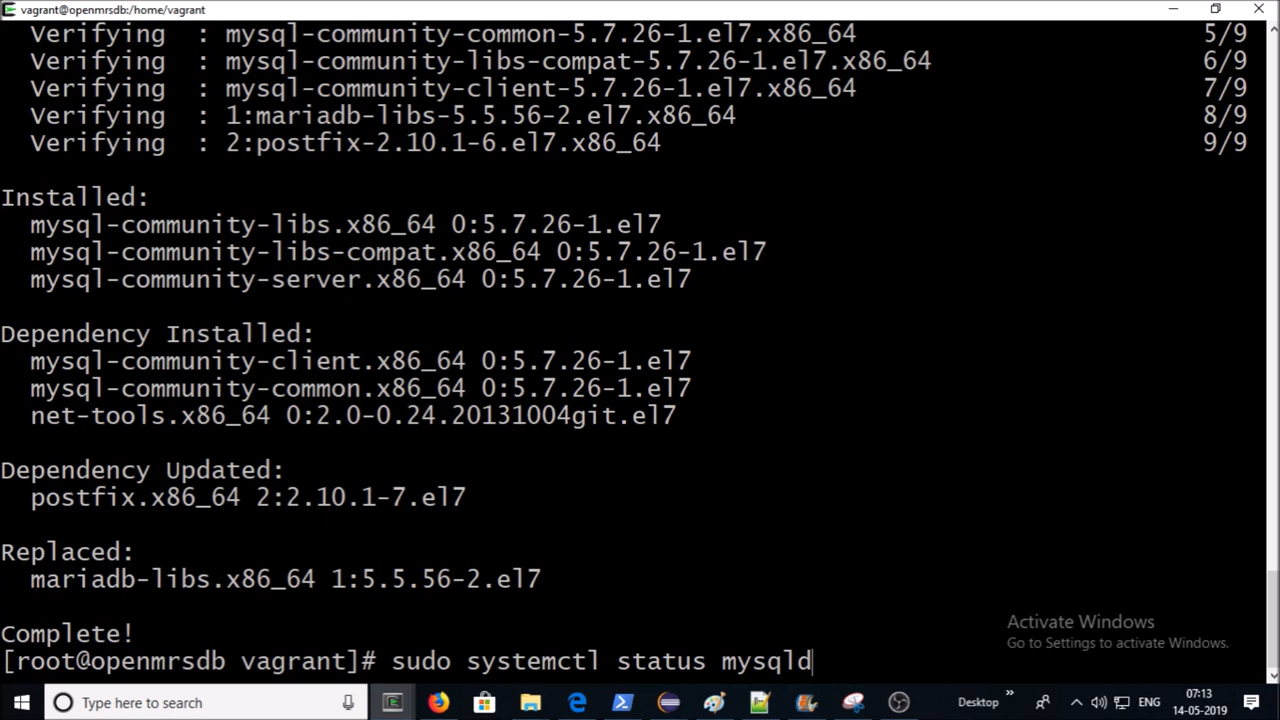 vagrant@openmrsdb:/home/vagrant
Verifying : mysql-community-common-5.7.26-1.el7.x86_64 5/9
Verifying : mysql-community-libs-compat-5.7.26-1.el7.x86_64 6/9
Verifying : mysql-community-client-5.7.26-1.el7.x86_64 7/9
Verifying : 1:mariadb-libs-5.5.56-2.el7.x86_64 8/9
Verifying : 2:postfix-2.10.1-6.el7.x86_64 9/9
Installed:
mysql-community-libs.x86_64 0:5.7.26-1.el7
mysql-community-libs-compat.x86_64 0:5.7.26-1.el7
mysql-community-server.x86_64 0:5.7.26-1.el7
Dependency Installed:
mysql-community-client.x86_64 0:5.7.26-1.el7
mysql-community-common.x86_64 0:5.7.26-1.el7
net-tools.x86_64 0:2.0-0.24.20131004git.el7
Dependency Updated:
postfix.x86_64 2:2.10.1-7.el7
Replaced:
mariadb-libs.x86_64 1:5.5.56-2.el7
Complete!
[root@openmrsdb vagrant]# sudo systemctl status mysqld
Activate Windows
Go to Settings to activate Windows.
Type here to search
Desktop
ENG
07:13
14-05-2019